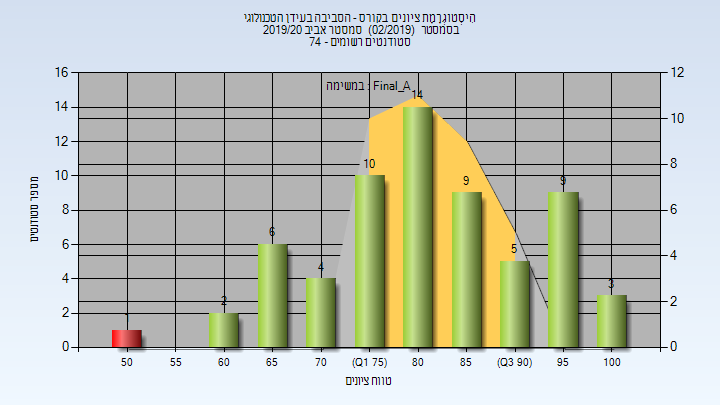 היסטוגרמת ציונים בקורס - הסביבה בעידן הטכנולוגי
בסמסטר (02/2019) סמסטר אביב 2019/20
סטודנטים רשומים - 74
במשימה : Final_A
16 14 12 10 8 6 4 2 0
12 10 8 6 4 2 0
1 2 6 4 10 14 9 5 9 3
מספר סטודנטים
50 55 60 65 70 (Q1 75) 80 85 (Q3 90) 95 100
טווח ציונים